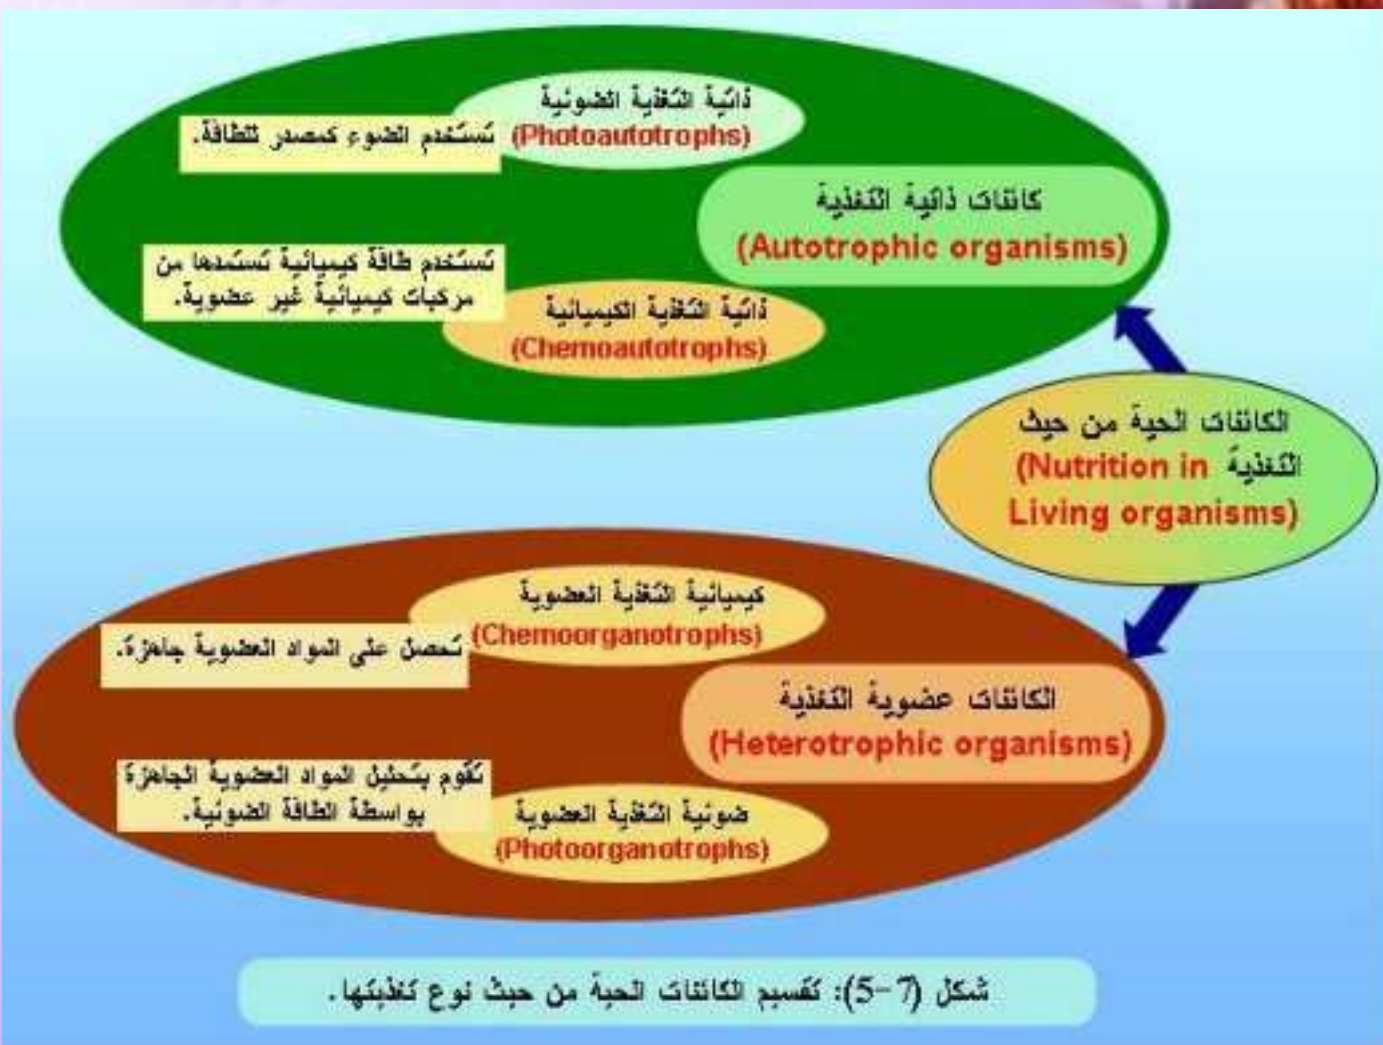 ذاتية التغذية الضوئية
(Photoautotrophs)
تستخدم الضوء كمصدر للطاقة.
كائنات ذاتية التغذية
(Autotrophic organisms)
تستخدم طاقة كيميائية تستمدها من
مركبات كيميائية غير عضوية.
ذاتية التغذية الكيميائية
(Chemoautotrophs)
الكائنات الحية من حيث
التغذية (Nutrition in
Living organisms)
كيميائية التغذية العضوية
(Chemoorganotrophs)
تحصل على المواد العضوية جاهزة.
الكائنات عضوية التغذية
(Heterotrophic organisms)
تقوم بتحليل المواد العضوية الجاهزة
بواسطة الطاقة الضوئية.
ضوئية التغذية العضوية
(Photoorganotrophs)
شكل (7-5): تقسيم الكائنات الحية من حيث نوع تغذيتها.